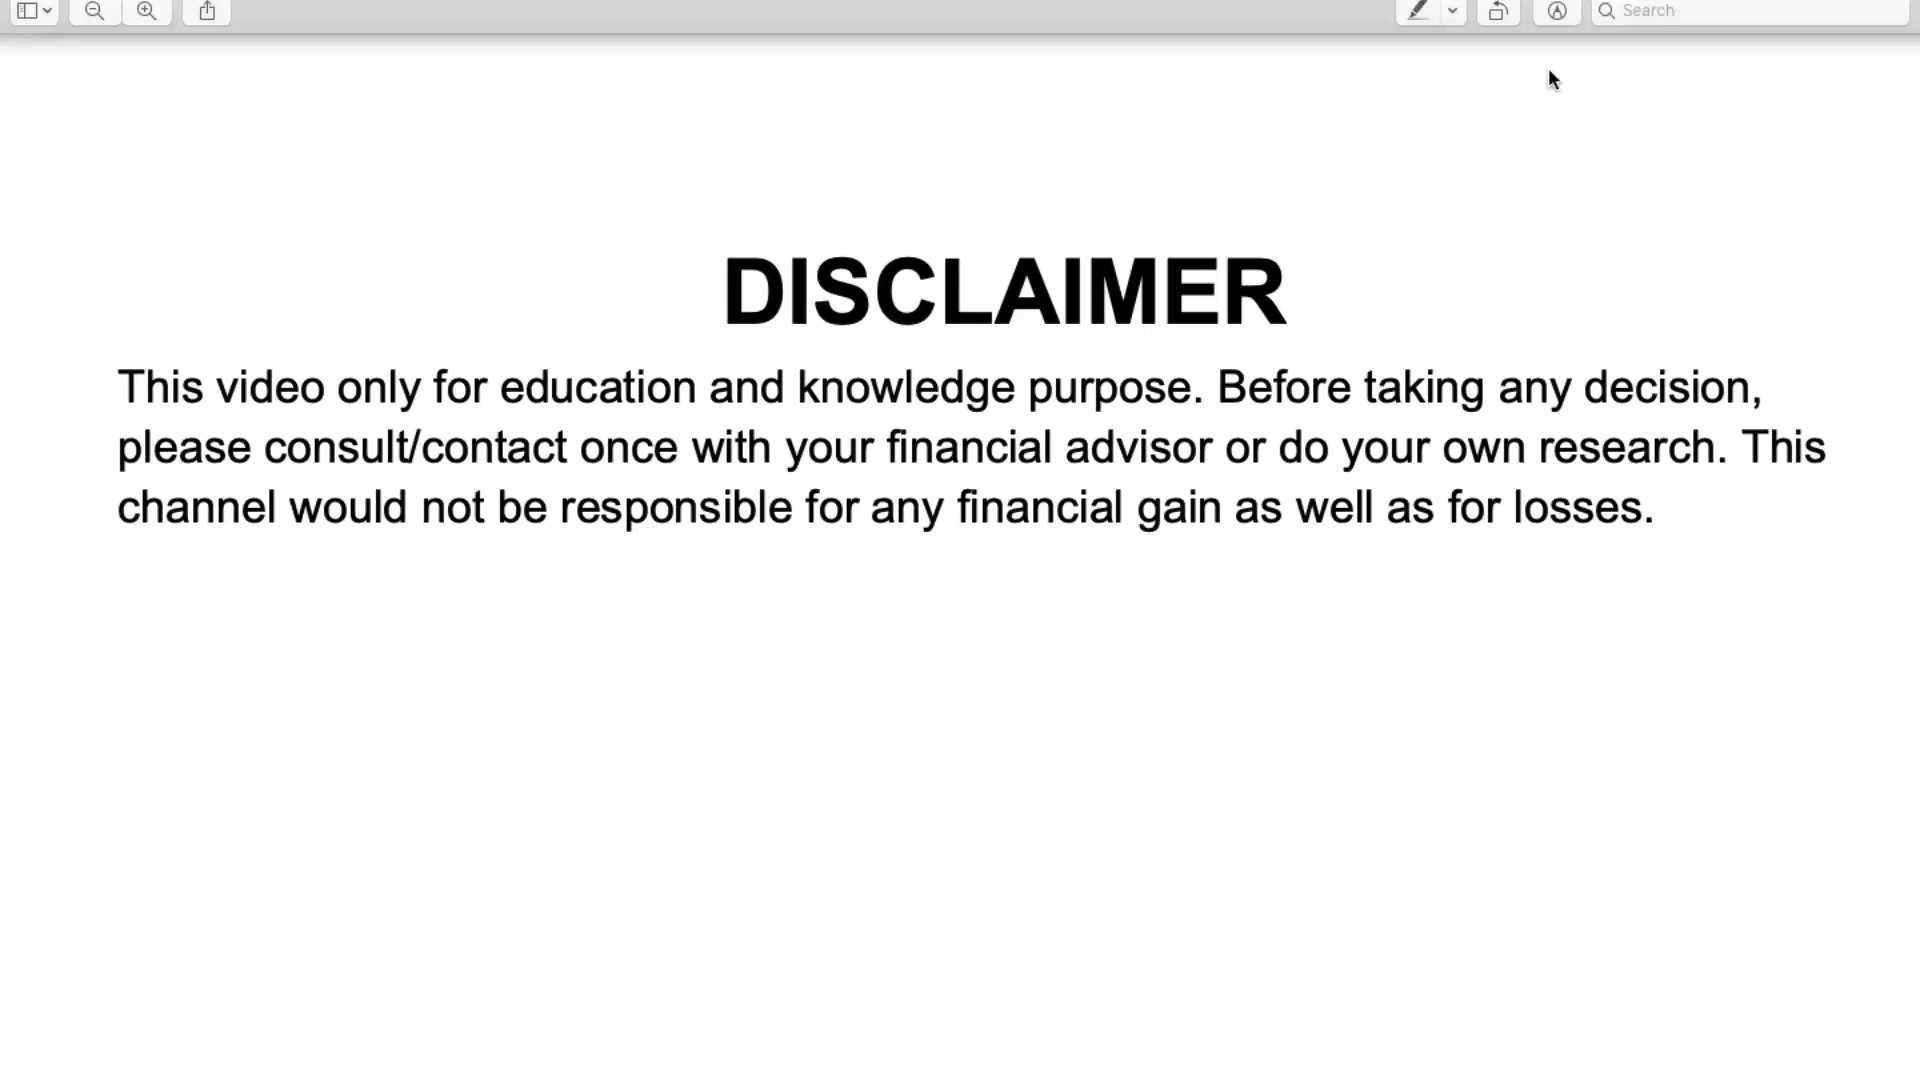 Search
DISCLAIMER
This video only for education and knowledge purpose. Before taking any decision,
please consult/contact once with your financial advisor or do your own research. This
channel would not be responsible for any financial gain as well as for losses.